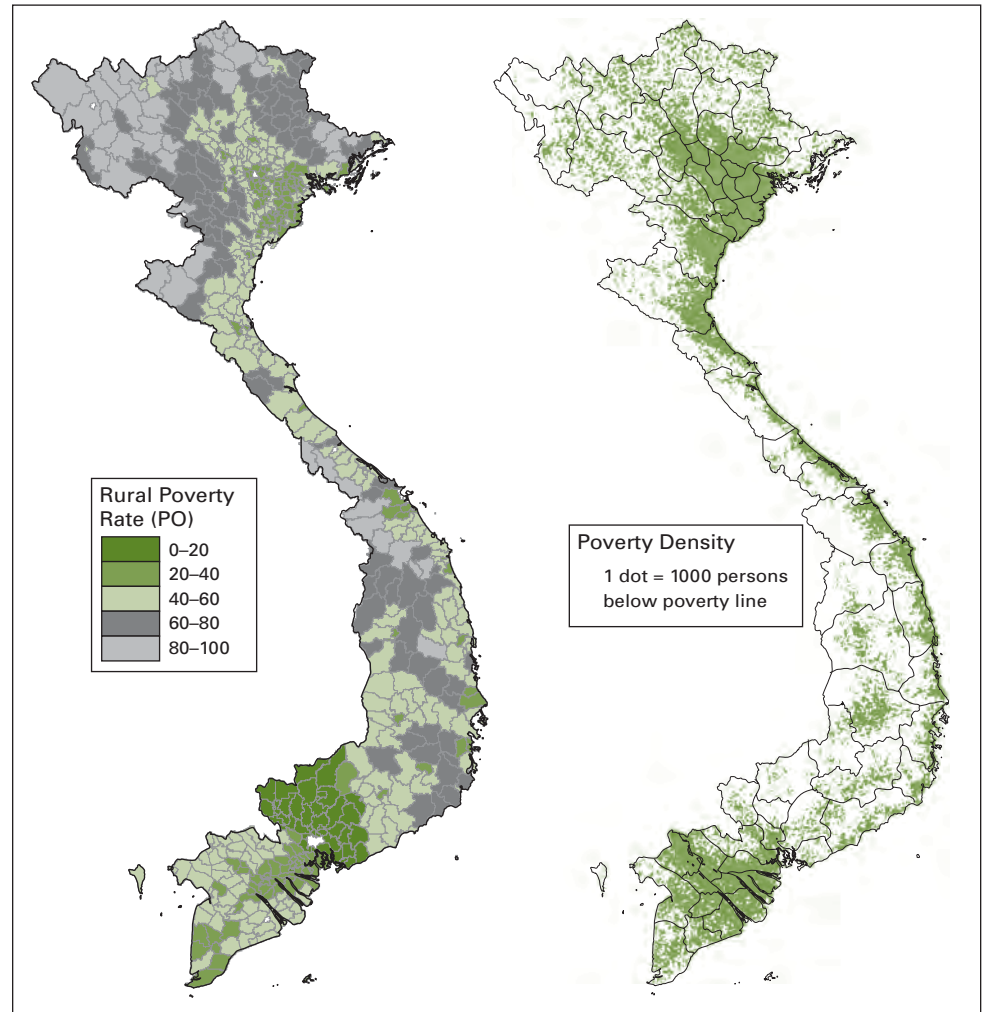 Rural Poverty
Rate (PO)
0–20
20–40
40–60
60–80
80–100
Poverty Density
1 dot = 1000 persons
below poverty line